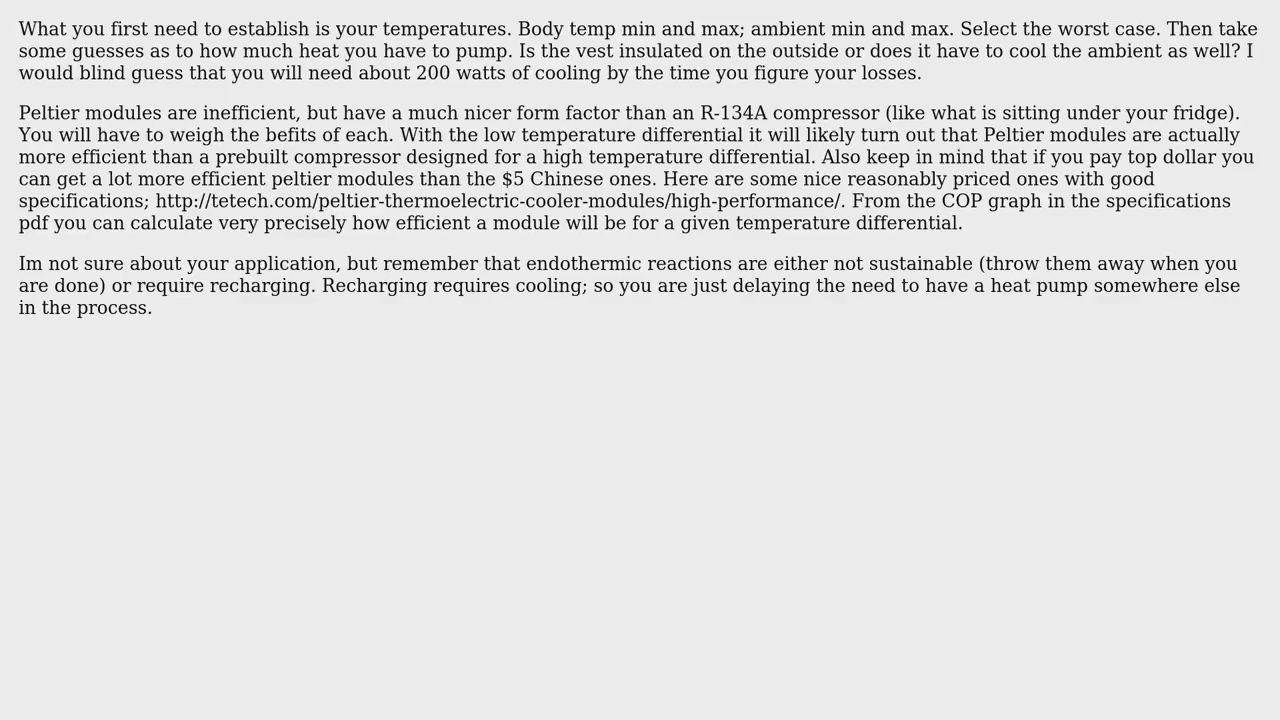 What you first need to establish is your temperatures. Body temp min and max; ambient min and max. Select the worst case. Then take
some guesses as to how much heat you have to pump. Is the vest insulated on the outside or does it have to cool the ambient as well? I
would blind guess that you will need about 200 watts of cooling by the time you figure your losses.
Peltier modules are inefficient, but have a much nicer form factor than an R-134A compressor (like what is sitting under your fridge).
You will have to weigh the befits of each. With the low temperature differential it will likely turn out that Peltier modules are actually
more efficient than a prebuilt compressor designed for a high temperature differential. Also keep in mind that if you pay top dollar you
can get a lot more efficient peltier modules than the $5 Chinese ones. Here are some nice reasonably priced ones with good
specifications; http://tetech.com/peltier-thermoelectric-cooler-modules/high-performance/. From the COP graph in the specifications
pdf you can calculate very precisely how efficient a module will be for a given temperature differential.
Im not sure about your application, but remember that endothermic reactions are either not sustainable (throw them away when you
are done) or require recharging. Recharging requires cooling; so you are just delaying the need to have a heat pump somewhere else
in the process.